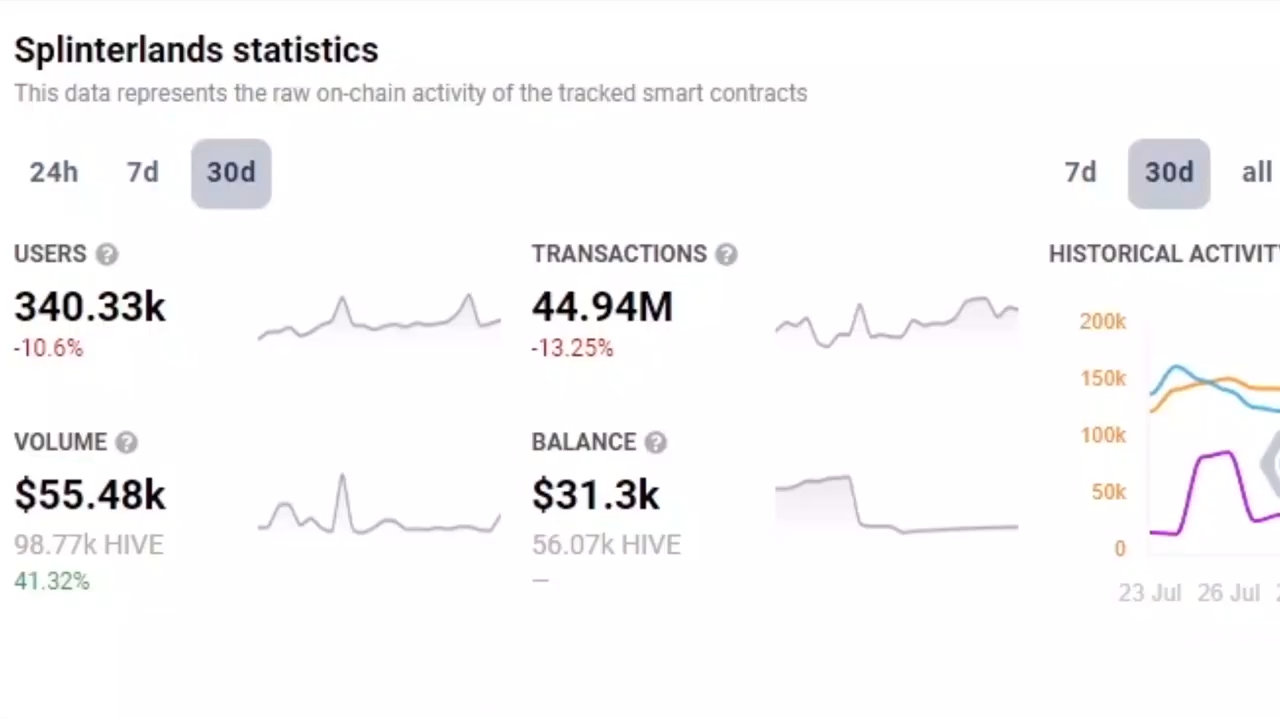 Splinterlands statistics
This data represents the raw on-chain activity of the tracked smart contracts
24h 7d 30d
7d 30d all
USERS ?
340.33k
-10.6%
TRANSACTIONS ?
44.94M
-13.25%
VOLUME ?
$55.48k
98.77k HIVE
41.32%
BALANCE ?
$31.3k
56.07k HIVE
—
HISTORICAL ACTIVIT
200k
150k
100k
50k
0
23 Jul 26 Jul